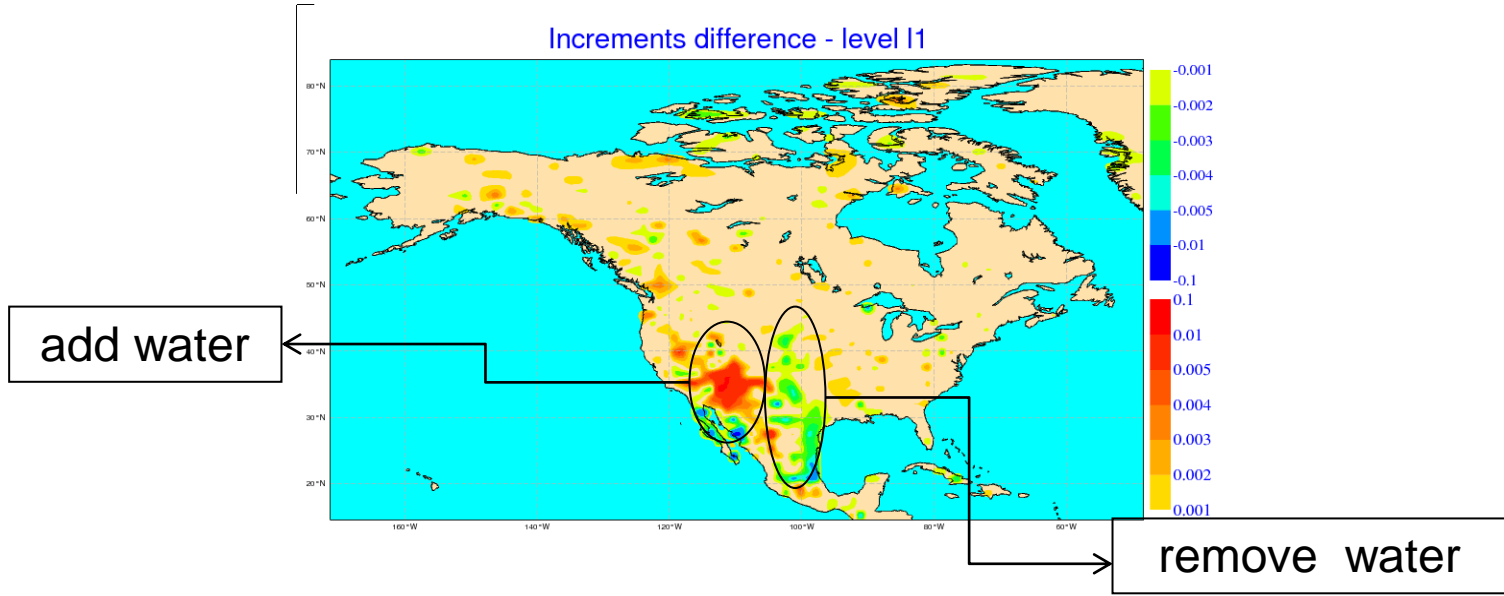 Increments difference - level l1
80°N
70°N
60°N
50°N
40°N
30°N
20°N
160°W
140°W
120°W
100°W
80°W
60°W
-0.001
-0.002
-0.003
-0.004
-0.005
-0.01
-0.1
0.1
0.01
0.005
0.004
0.003
0.002
0.001
add water
remove water